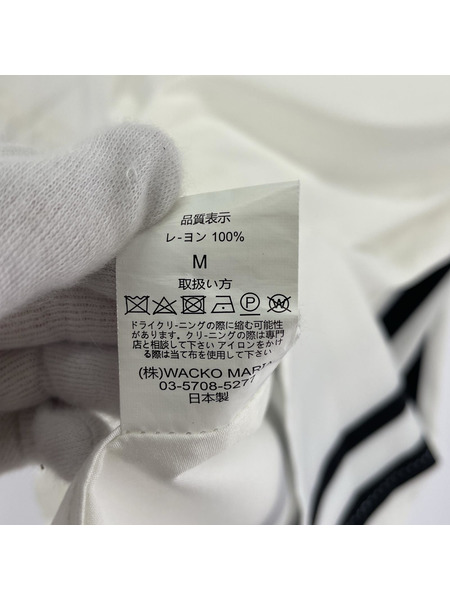 品質表示
レーヨン 100%
M
取扱い方
P W
ドライクリーニングの際に縮む可能性
があります。クリーニングの際は専門
店と相談して下さい アイロンをかけ
る際は当て布を使用して下さい
(株)WACKO MARIA
03-5708-527
日本製